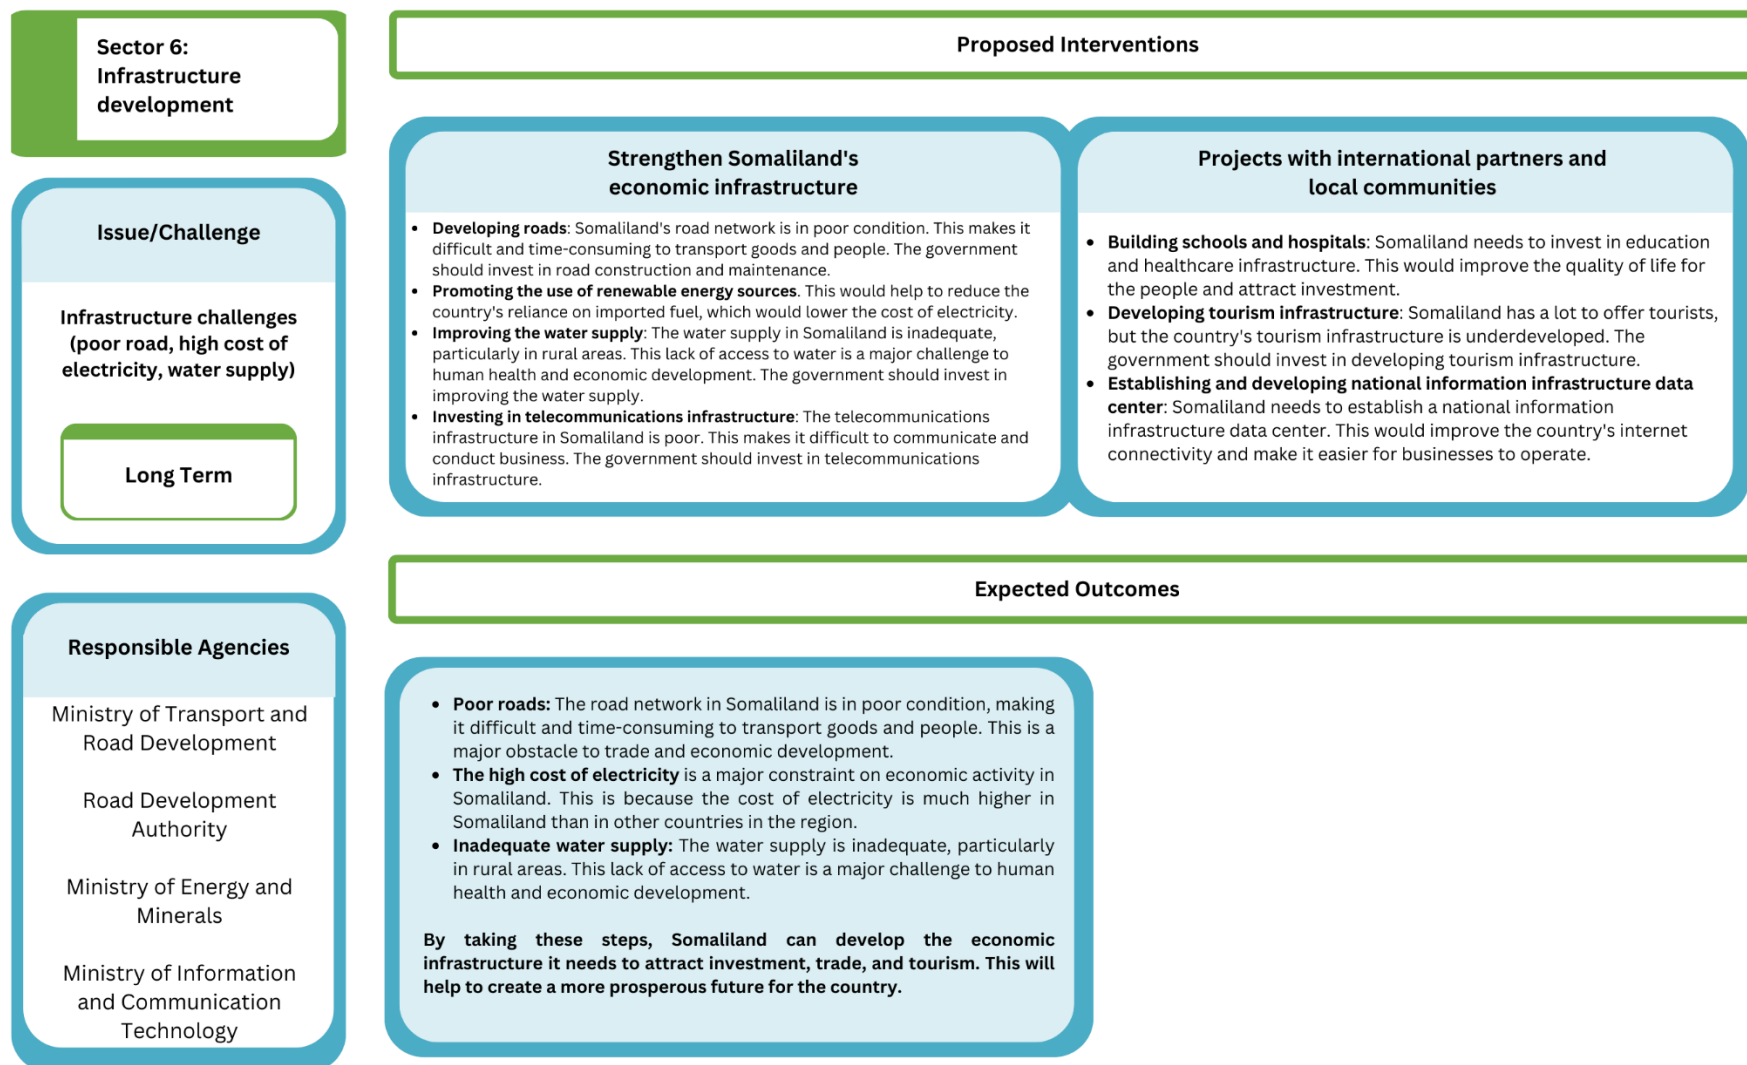 Sector 6:
Infrastructure
development
Issue/Challenge
Infrastructure challenges
(poor road, high cost of
electricity, water supply)
Long Term
Responsible Agencies
Ministry of Transport and
Road Development
Road Development
Authority
Ministry of Energy and
Minerals
Ministry of Information
and Communication
Technology
Proposed Interventions
Strengthen Somaliland's
economic infrastructure
• Developing roads: Somaliland's road network is in poor condition. This makes it
difficult and time-consuming to transport goods and people. The government
should invest in road construction and maintenance.
• Promoting the use of renewable energy sources. This would help to reduce the
country's reliance on imported fuel, which would lower the cost of electricity.
• Improving the water supply: The water supply in Somaliland is inadequate,
particularly in rural areas. This lack of access to water is a major challenge to
human health and economic development. The government should invest in
improving the water supply.
• Investing in telecommunications infrastructure: The telecommunications
infrastructure in Somaliland is poor. This makes it difficult to communicate and
conduct business. The government should invest in telecommunications
infrastructure.
Projects with international partners and
local communities
• Building schools and hospitals: Somaliland needs to invest in education
and healthcare infrastructure. This would improve the quality of life for
the people and attract investment.
• Developing tourism infrastructure: Somaliland has a lot to offer tourists,
but the country's tourism infrastructure is underdeveloped. The
government should invest in developing tourism infrastructure.
• Establishing and developing national information infrastructure data
center: Somaliland needs to establish a national information
infrastructure data center. This would improve the country's internet
connectivity and make it easier for businesses to operate.
Expected Outcomes
• Poor roads: The road network in Somaliland is in poor condition, making
it difficult and time-consuming to transport goods and people. This is a
major obstacle to trade and economic development.
• The high cost of electricity is a major constraint on economic activity in
Somaliland. This is because the cost of electricity is much higher in
Somaliland than in other countries in the region.
• Inadequate water supply: The water supply is inadequate, particularly
in rural areas. This lack of access to water is a major challenge to human
health and economic development.
By taking these steps, Somaliland can develop the economic
infrastructure it needs to attract investment, trade, and tourism. This will
help to create a more prosperous future for the country.